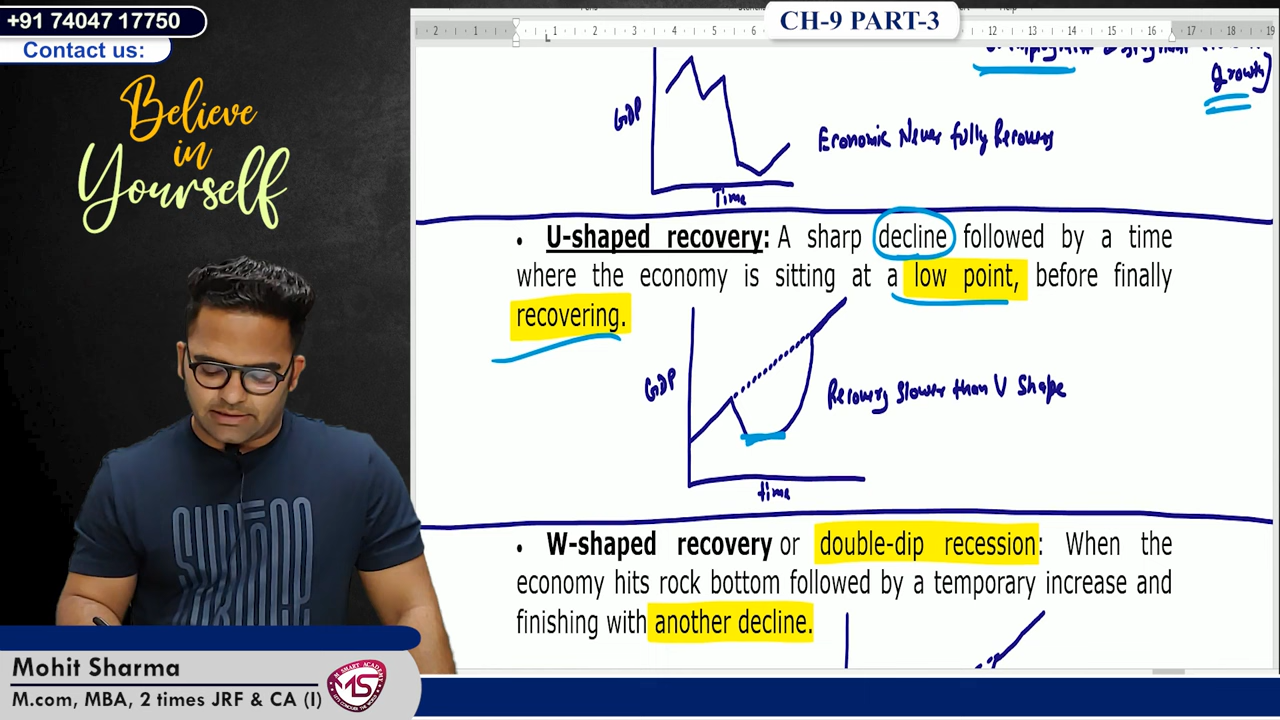 +91 74047 17750
Contact us:
Believe
in
Yourself
CH-9 PART-3
growth)
GDP
Economic Never fully Recovers
Time
• U-shaped recovery: A sharp decline followed by a time
where the economy is sitting at a low point, before finally
recovering.
GDP
Recovery Slower than V Shape
time
• W-shaped recovery or double-dip recession: When the
economy hits rock bottom followed by a temporary increase and
finishing with another decline.
Mohit Sharma
M.com, MBA, 2 times JRF & CA (I)
MS